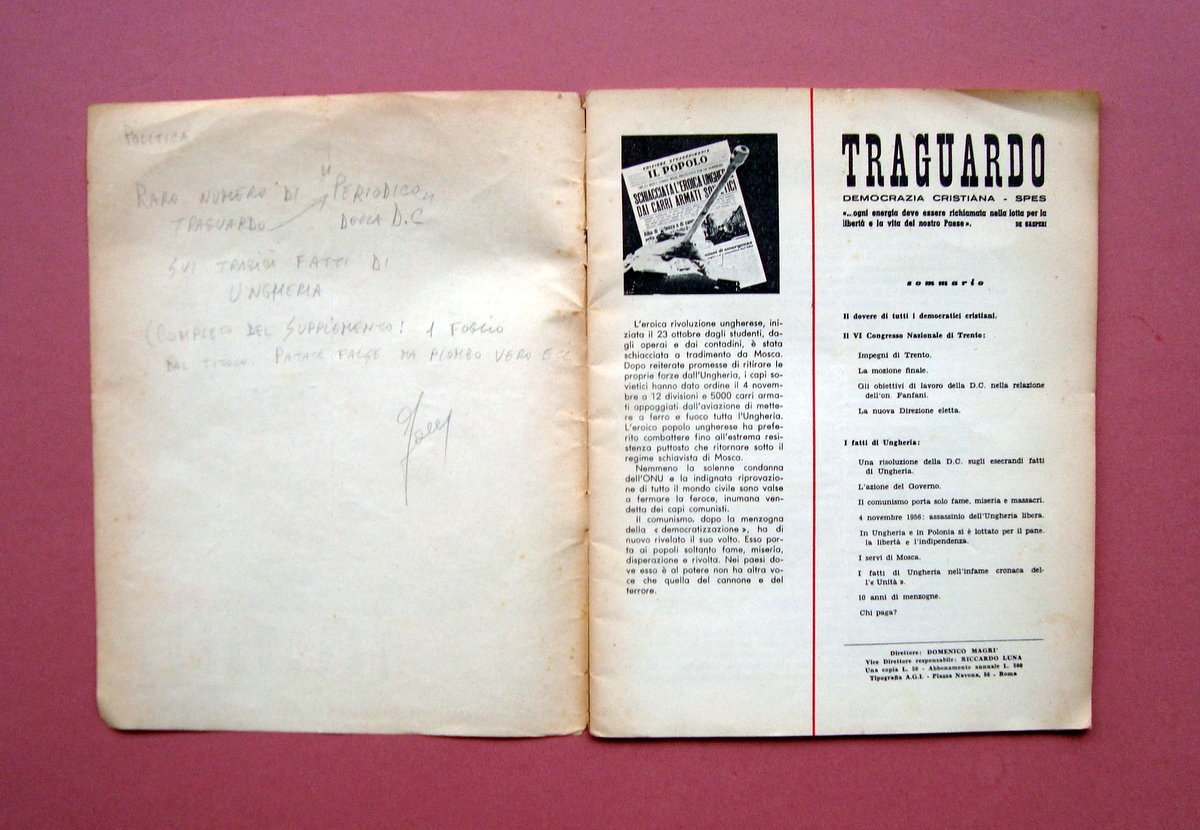 POLITICA
RARO NUMERO DI "PERIODICO"
TRAGUARDO DELLA D.C
SUI TRAGICI FATTI DI
UNGHERIA
(COMPLETO DEL SUPPLEMENTO! 1 FOGLIO
DAL TITOLO PATATE FALSE MA PIOMBO VERO ECC
EDIZIONE STRAORDINARIA
IL POPOLO
SCHIACCIATA L'EROICA UNGHERIA
DAI CARRI ARMATI SOVIETICI
L'eroica rivoluzione ungherese, ini-
ziata il 23 ottobre dagli studenti, da-
gli operai e dai contadini, è stata
schiacciata a tradimento da Mosca.
Dopo reiterate promesse di ritirare le
proprie forze dall'Ungheria, i capi so-
vietici hanno dato ordine il 4 novem-
bre a 12 divisioni e 5000 carri arma-
ti appoggiati dall'aviazione di mette-
re a ferro e fuoco tutta l'Ungheria.
L'eroico popolo ungherese ha prefe-
rito combattere fino all'estrema resi-
stenza puttosto che ritornare sotto il
regime schiavista di Mosca.
Nemmeno la solenne condanna
dell'ONU e la indignata riprovazio-
ne di tutto il mondo civile sono valse
a fermare la feroce, inumana ven-
detta dei capi comunisti.
Il comunismo, dopo la menzogna
della « democratizzazione », ha di
nuovo rivelato il suo volto. Esso por-
ta ai popoli soltanto fame, miseria,
disperazione e rivolta. Nei paesi do-
ve esso è al potere non ha altra vo-
ce che quella del cannone e del
terrore.
TRAGUARDO
DEMOCRAZIA CRISTIANA - SPES
«...ogni energia deve essere richiamata nella lotta per la
libertà e la vita del nostro Paese». DE GASPERI
sommario
Il dovere di tutti i democratici cristiani.
Il VI Congresso Nazionale di Trento:
Impegni di Trento.
La mozione finale.
Gli obiettivi di lavoro della D.C. nella relazione
dell'on. Fanfani.
La nuova Direzione eletta.
I fatti di Ungheria:
Una risoluzione della D.C. sugli esecrandi fatti
di Ungheria.
L'azione del Governo.
Il comunismo porta solo fame, miseria e massacri.
4 novembre 1956: assassinio dell'Ungheria libera.
In Ungheria e in Polonia si è lottato per il pane,
la libertà e l'indipendenza.
I servi di Mosca.
I fatti di Ungheria nell'infame cronaca del-
l'« Unità ».
10 anni di menzogne.
Chi paga?
Direttore: DOMENICO MAGRI'
Vice Direttore responsabile: RICCARDO LUNA
Una copia L. 50 - Abbonamento annuale L. 500
Tipografia A.G.I. - Piazza Navona, 56 - Roma